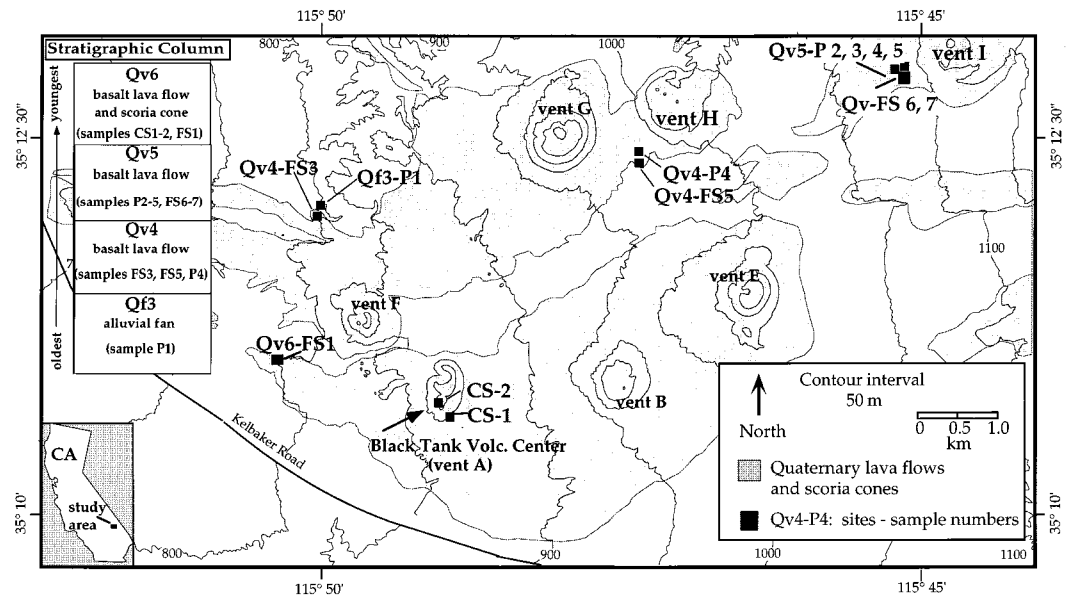 115° 50'
115° 45'
Stratigraphic Column
800
900
1000
Qv5-P 2, 3, 4, 5
vent I
youngest
Qv6
basalt lava flow
and scoria cone
(samples CS1-2, FS1)
Qv5
basalt lava flow
(samples P2-5, FS6-7)
Qv4
basalt lava flow
(samples FS3, FS5, P4)
Qf3
alluvial fan
(sample P1)
oldest
35° 12' 30"
vent G
vent H
Qv-FS 6, 7
35° 12' 30"
Qv4-FS3
Qf3-P1
Qv4-P4
Qv4-FS5
1100
7
vent F
vent E
Qv6-FS1
CS-2
CS-1
vent B
Black Tank Volc. Center
(vent A)
Kelbaker Road
North
Contour interval
50 m
0 0.5 1.0
km
Quaternary lava flows
and scoria cones
Qv4-P4: sites - sample numbers
CA
study
area
35° 10'
35° 10'
800
900
1000
1100
115° 50'
115° 45'